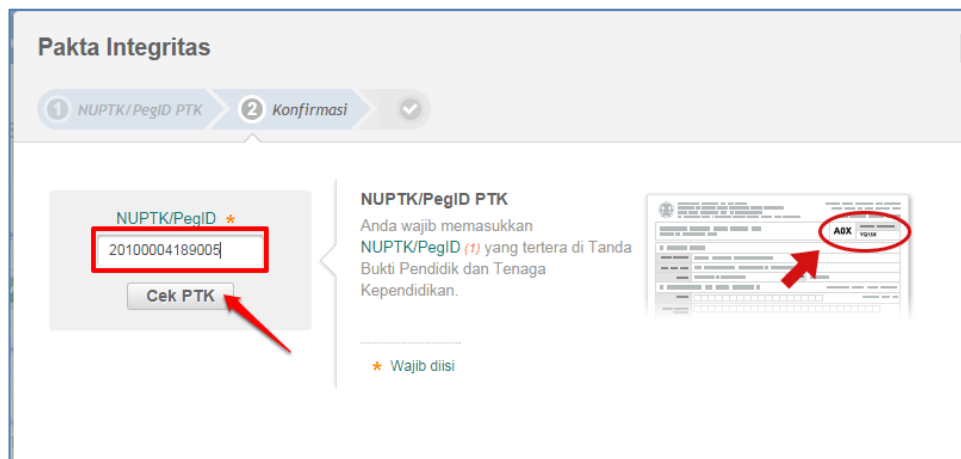 Pakta Integritas
1 NUPTK/PegID PTK
2 Konfirmasi
NUPTK/PegID *
20100004189005
Cek PTK
NUPTK/PegID PTK
Anda wajib memasukkan
NUPTK/PegID (1) yang tertera di Tanda
Bukti Pendidik dan Tenaga
Kependidikan.
* Wajib diisi
A0X
YQ15X